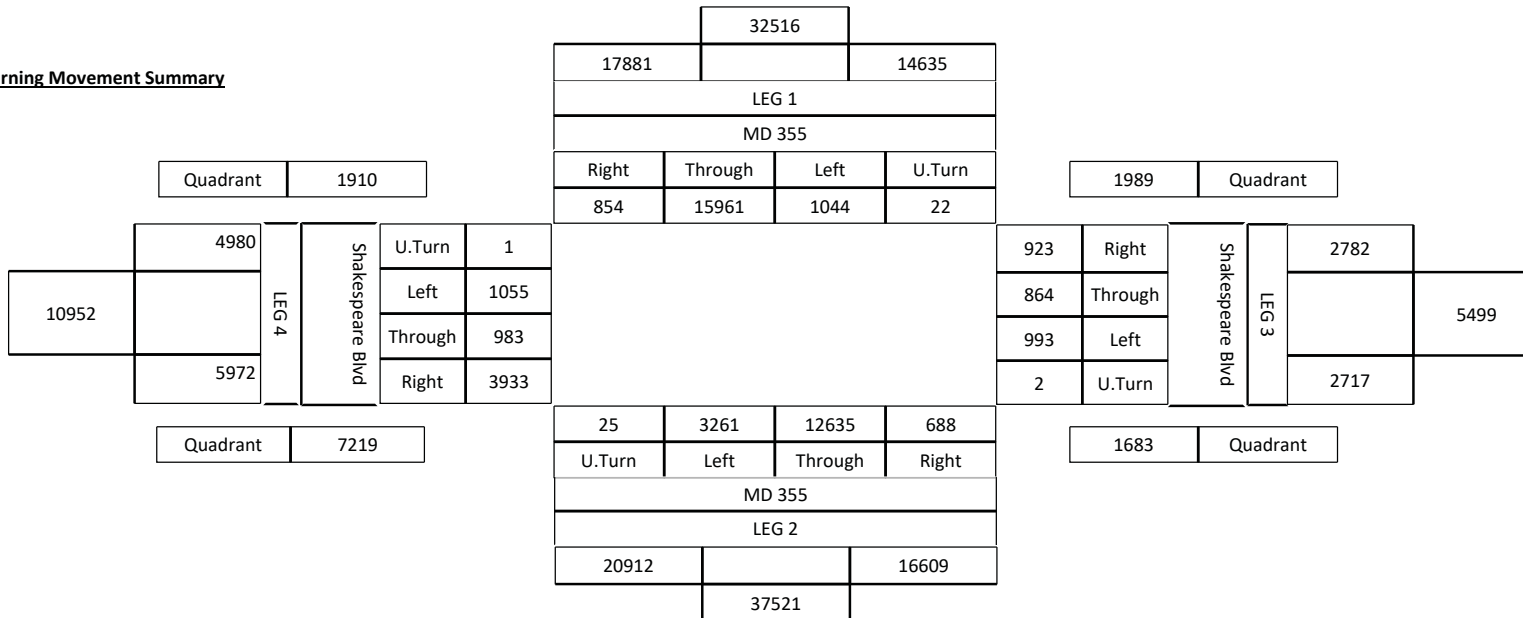 32516
17881 14635
rning Movement Summary
LEG 1
MD 355
Right Through Left U.Turn
Quadrant 1910
1989 Quadrant
854 15961 1044 22
4980 U.Turn 1
923 Right 2782
Left 1055
864 Through
10952 LEG 4 Shakespeare Blvd
Shakespeare Blvd LEG 3 5499
Through 983
993 Left
5972 Right 3933
2 U.Turn 2717
25 3261 12635 688
Quadrant 7219
1683 Quadrant
U.Turn Left Through Right
MD 355
LEG 2
20912 16609
37521